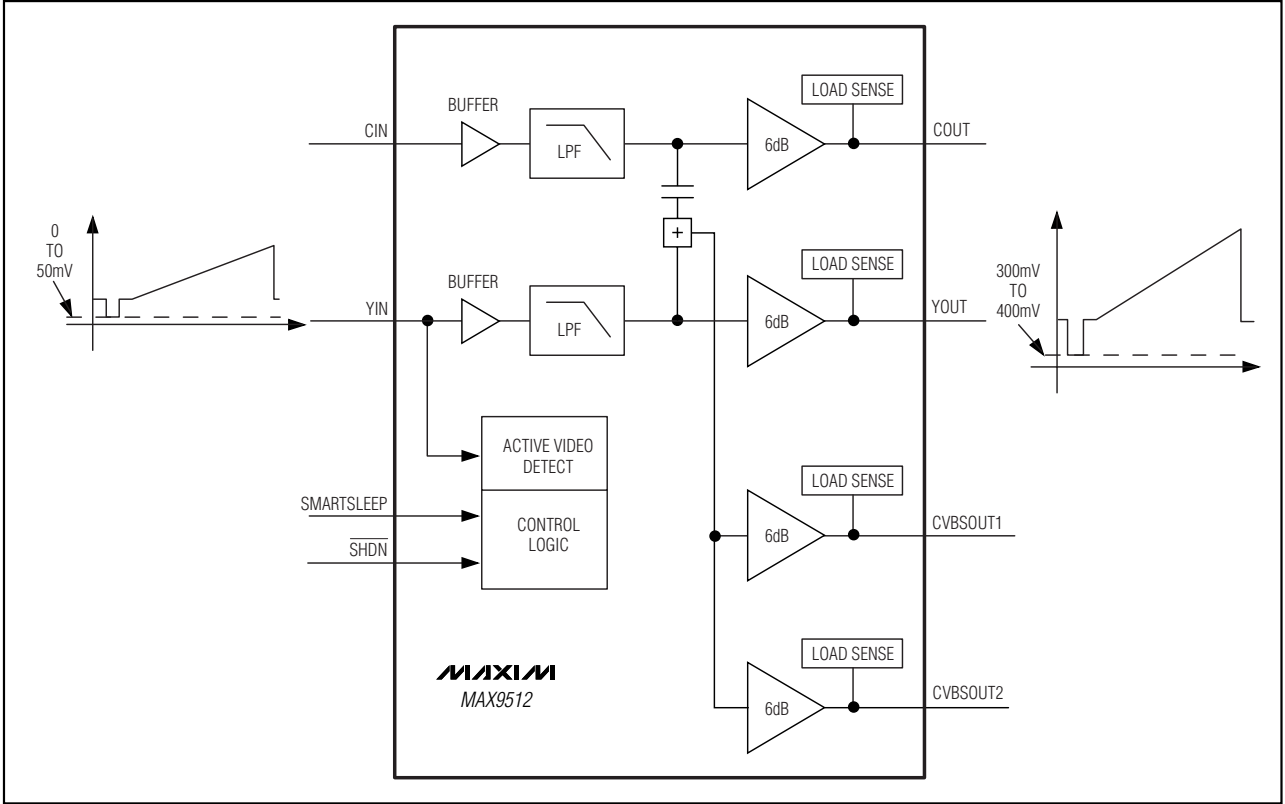 LOAD SENSE
BUFFER
CIN
LPF
6dB
COUT
0
TO
50mV
+
LOAD SENSE
300mV
TO
400mV
BUFFER
YIN
LPF
6dB
YOUT
ACTIVE VIDEO
DETECT
LOAD SENSE
SMARTSLEEP
CONTROL
LOGIC
6dB
CVBSOUT1
SHDN
LOAD SENSE
MAXIM
MAX9512
6dB
CVBSOUT2